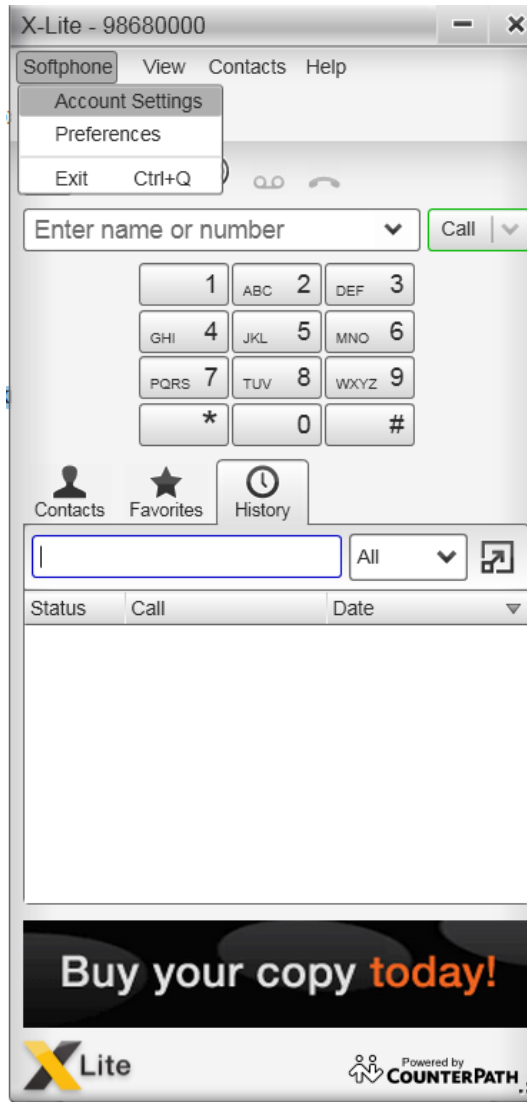 X-Lite - 98680000
Softphone View Contacts Help
Account Settings
Preferences
Exit Ctrl+Q
Enter name or number Call
1 ABC 2 DEF 3
GHI 4 JKL 5 MNO 6
PQRS 7 TUV 8 WXYZ 9
* 0 #
Contacts Favorites History
All
Status Call Date
Buy your copy today!
X Lite
Powered by
COUNTERPATH